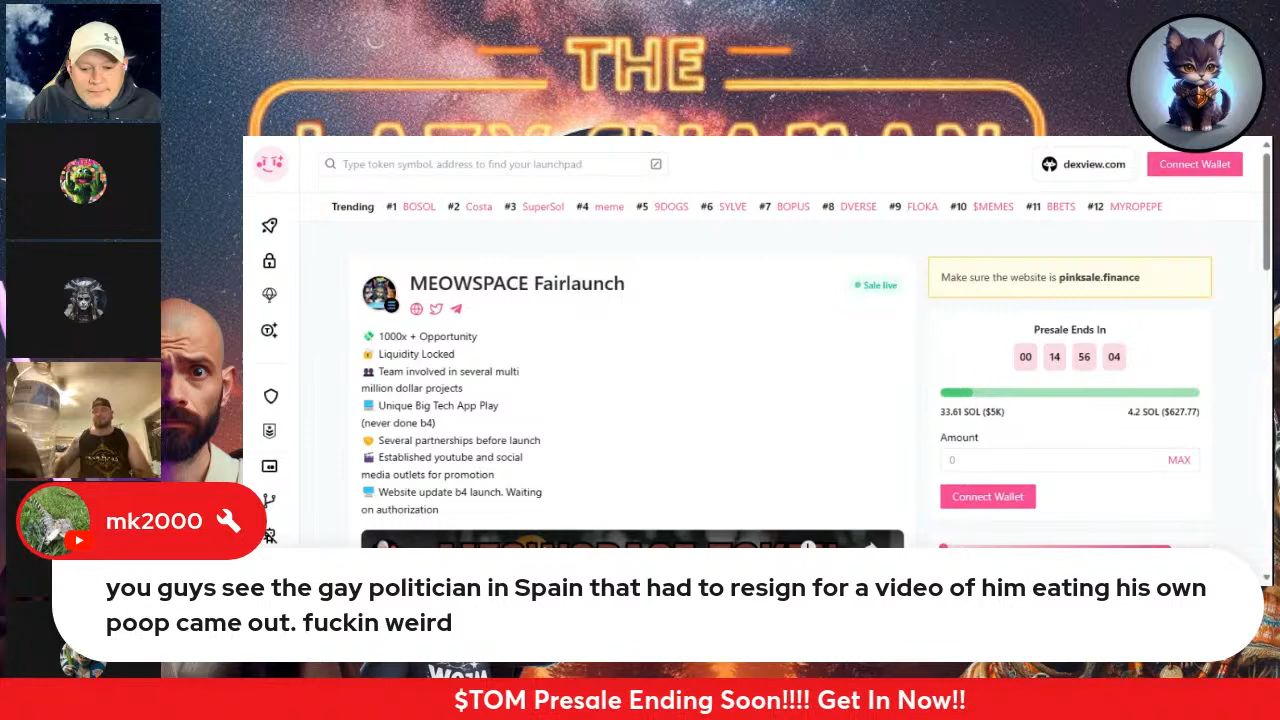 THE
Type token symbol, address to find your launchpad
dexview.com
Connect Wallet
Trending #1 BOSOL #2 Costa #3 SuperSol #4 meme #5 9DOGS #6 SYLVE #7 BOPUS #8 DVERSE #9 FLOKA #10 $MEMES #11 BBETS #12 MYROPEPE
MEOWSPACE Fairlaunch
Sale live
1000x + Opportunity
Liquidity Locked
Team involved in several multi
million dollar projects
Unique Big Tech App Play
(never done b4)
Several partnerships before launch
Established youtube and social
media outlets for promotion
Website update b4 launch. Waiting
on authorization
Make sure the website is pinksale.finance
Presale Ends In
00 14 56 04
33.61 SOL ($5K) 4.2 SOL ($627.77)
Amount
0 MAX
Connect Wallet
mk2000
you guys see the gay politician in Spain that had to resign for a video of him eating his own
poop came out. fuckin weird
$TOM Presale Ending Soon!!!! Get In Now!!